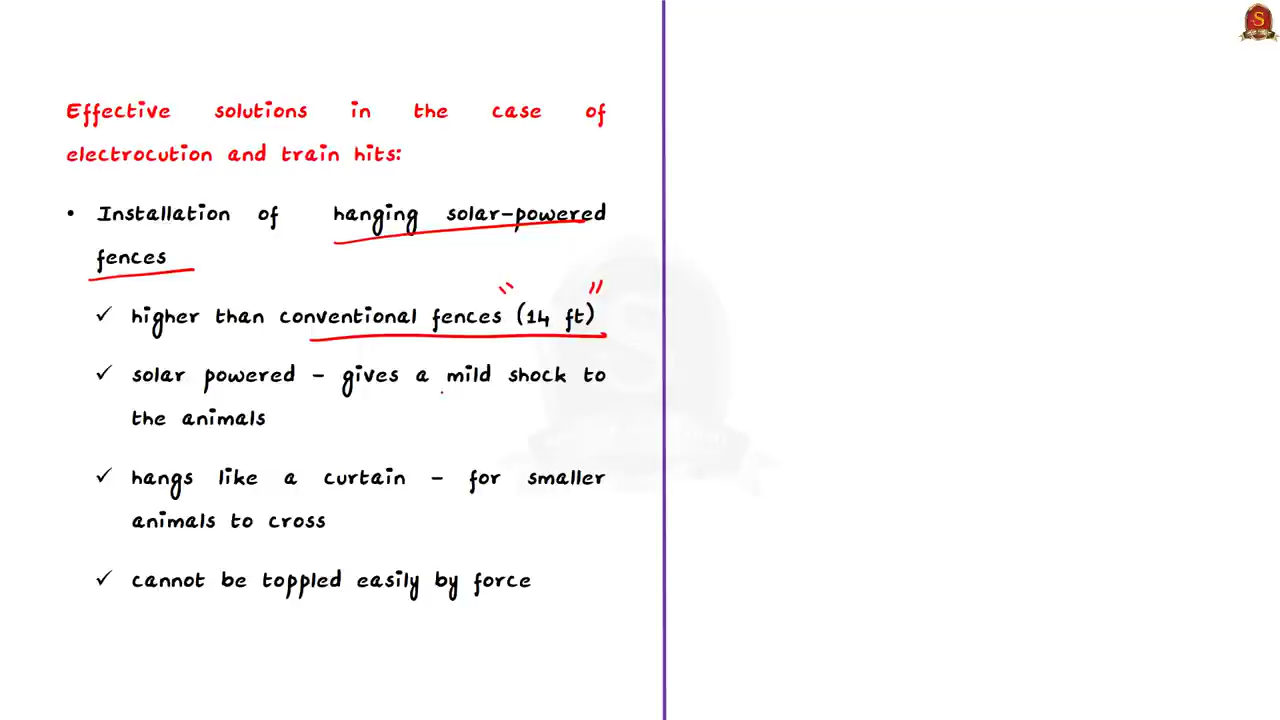 Effective solutions in the case of
electrocution and train hits:
• Installation of hanging solar-powered
fences
✓ higher than conventional fences "(14 ft)"
✓ solar powered – gives a mild shock to
the animals
✓ hangs like a curtain – for smaller
animals to cross
✓ cannot be toppled easily by force
S